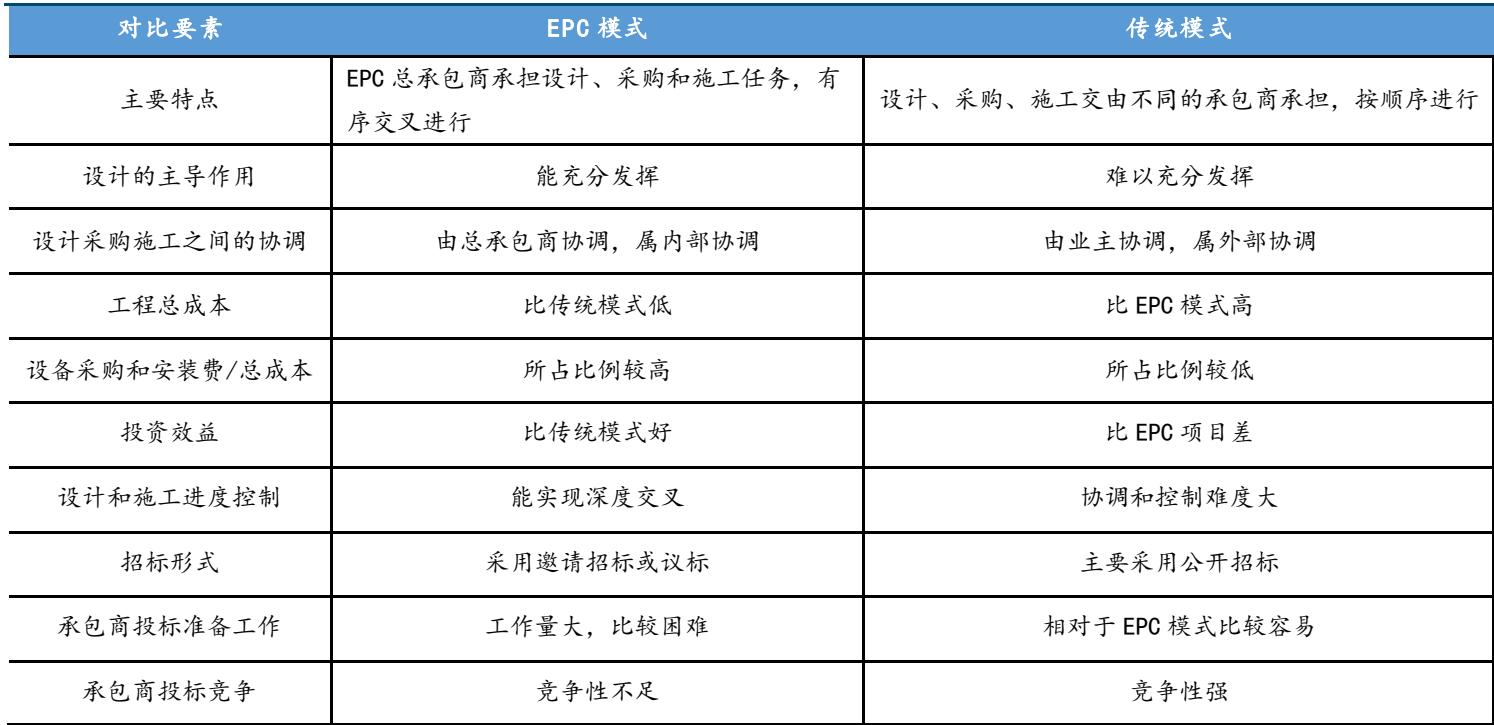 对比要素
EPC 模式
传统模式
主要特点
EPC 总承包商承担设计、采购和施工任务，有
序交叉进行
设计、采购、施工交由不同的承包商承担，按顺序进行
设计的主导作用
能充分发挥
难以充分发挥
设计采购施工之间的协调
由总承包商协调，属内部协调
由业主协调，属外部协调
工程总成本
比传统模式低
比 EPC 模式高
设备采购和安装费/总成本
所占比例较高
所占比例较低
投资效益
比传统模式好
比 EPC 项目差
设计和施工进度控制
能实现深度交叉
协调和控制难度大
招标形式
采用邀请招标或议标
主要采用公开招标
承包商投标准备工作
工作量大，比较困难
相对于 EPC 模式比较容易
承包商投标竞争
竞争性不足
竞争性强